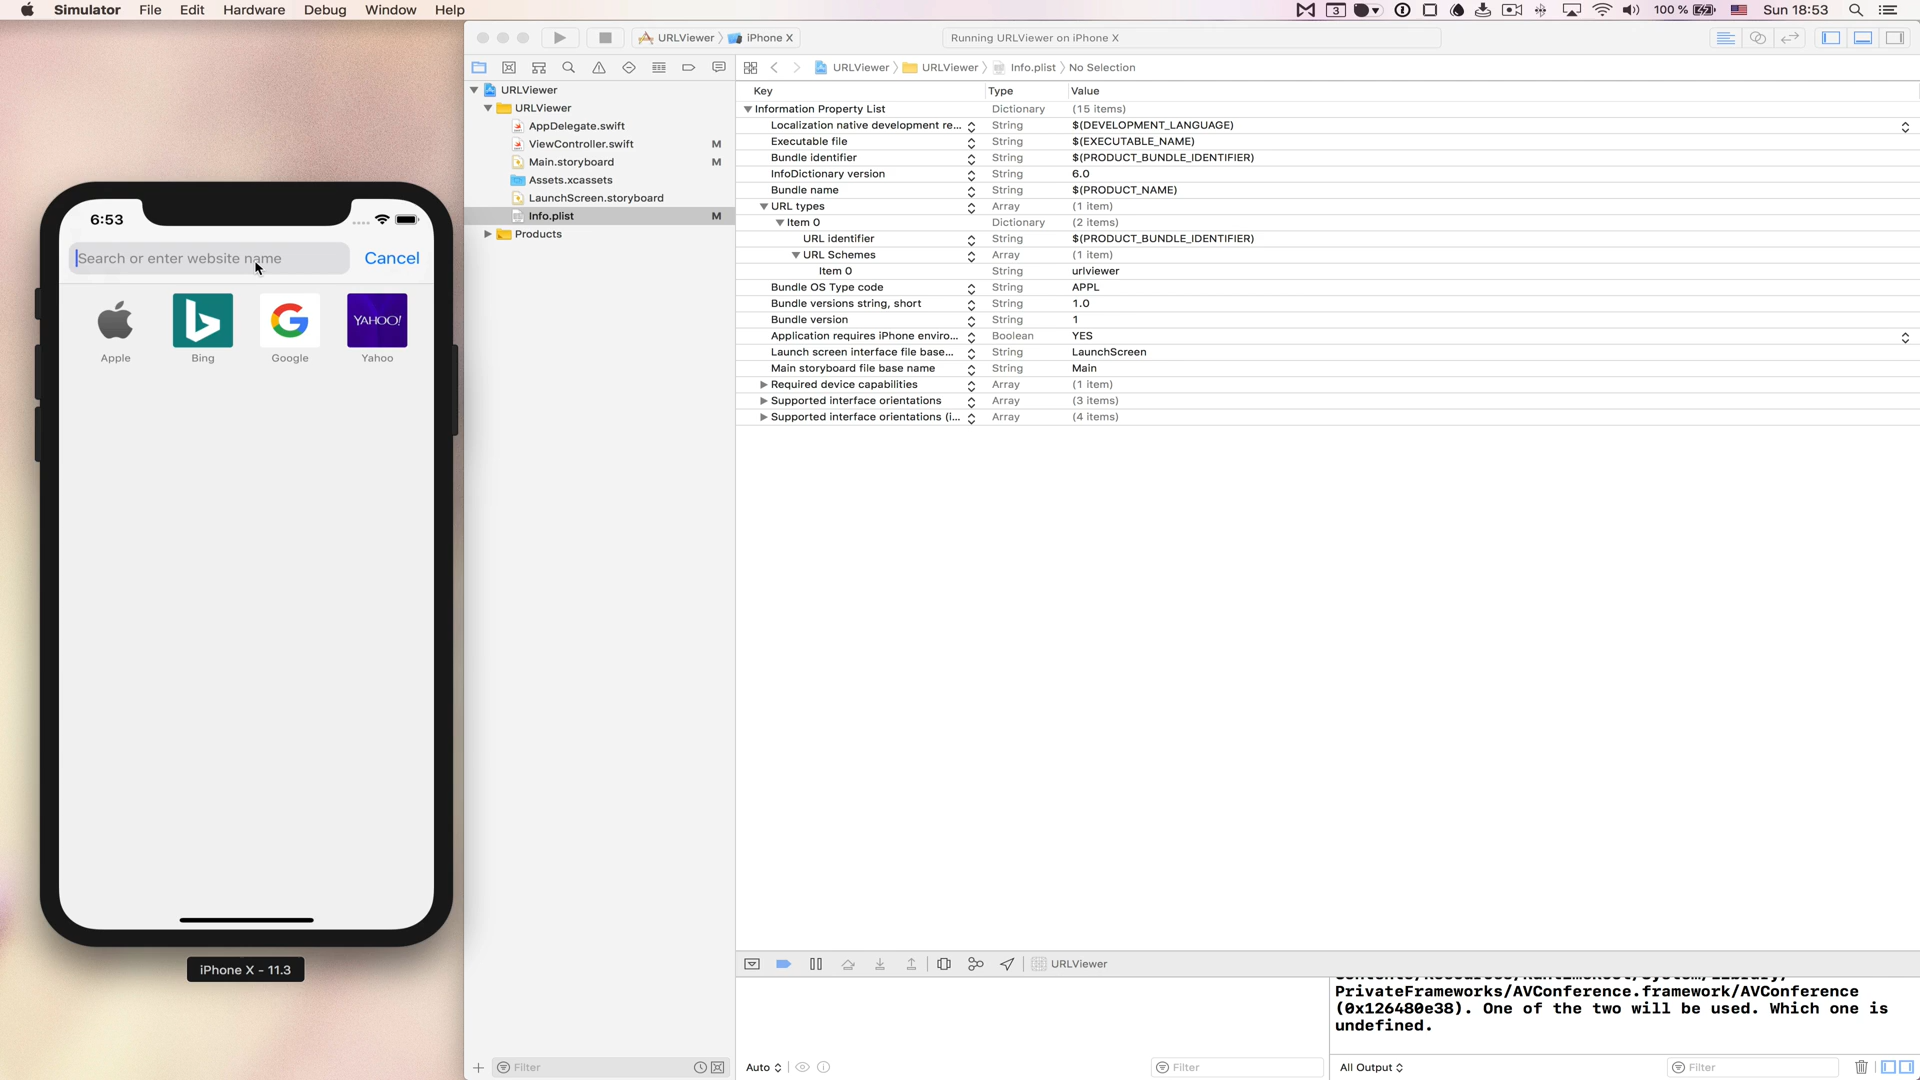 Simulator File Edit Hardware Debug Window Help
3 100 % Sun 18:53
URLViewer iPhone X Running URLViewer on iPhone X
URLViewer URLViewer Info.plist No Selection
URLViewer
URLViewer
AppDelegate.swift
ViewController.swift M
Main.storyboard M
Assets.xcassets
LaunchScreen.storyboard
Info.plist M
Products
Key Type Value
Information Property List Dictionary (15 items)
Localization native development re... String $(DEVELOPMENT_LANGUAGE)
Executable file String $(EXECUTABLE_NAME)
Bundle identifier String $(PRODUCT_BUNDLE_IDENTIFIER)
InfoDictionary version String 6.0
Bundle name String $(PRODUCT_NAME)
URL types Array (1 item)
Item 0 Dictionary (2 items)
URL identifier String $(PRODUCT_BUNDLE_IDENTIFIER)
URL Schemes Array (1 item)
Item 0 String urlviewer
Bundle OS Type code String APPL
Bundle versions string, short String 1.0
Bundle version String 1
Application requires iPhone enviro... Boolean YES
Launch screen interface file base... String LaunchScreen
Main storyboard file base name String Main
Required device capabilities Array (1 item)
Supported interface orientations Array (3 items)
Supported interface orientations (i... Array (4 items)
6:53
Search or enter website name Cancel
YAHOO!
Apple Bing Google Yahoo
iPhone X - 11.3
URLViewer
PrivateFrameworks/AVConference.framework/AVConference
(0x126480e38). One of the two will be used. Which one is
undefined.
Filter Auto Filter All Output Filter